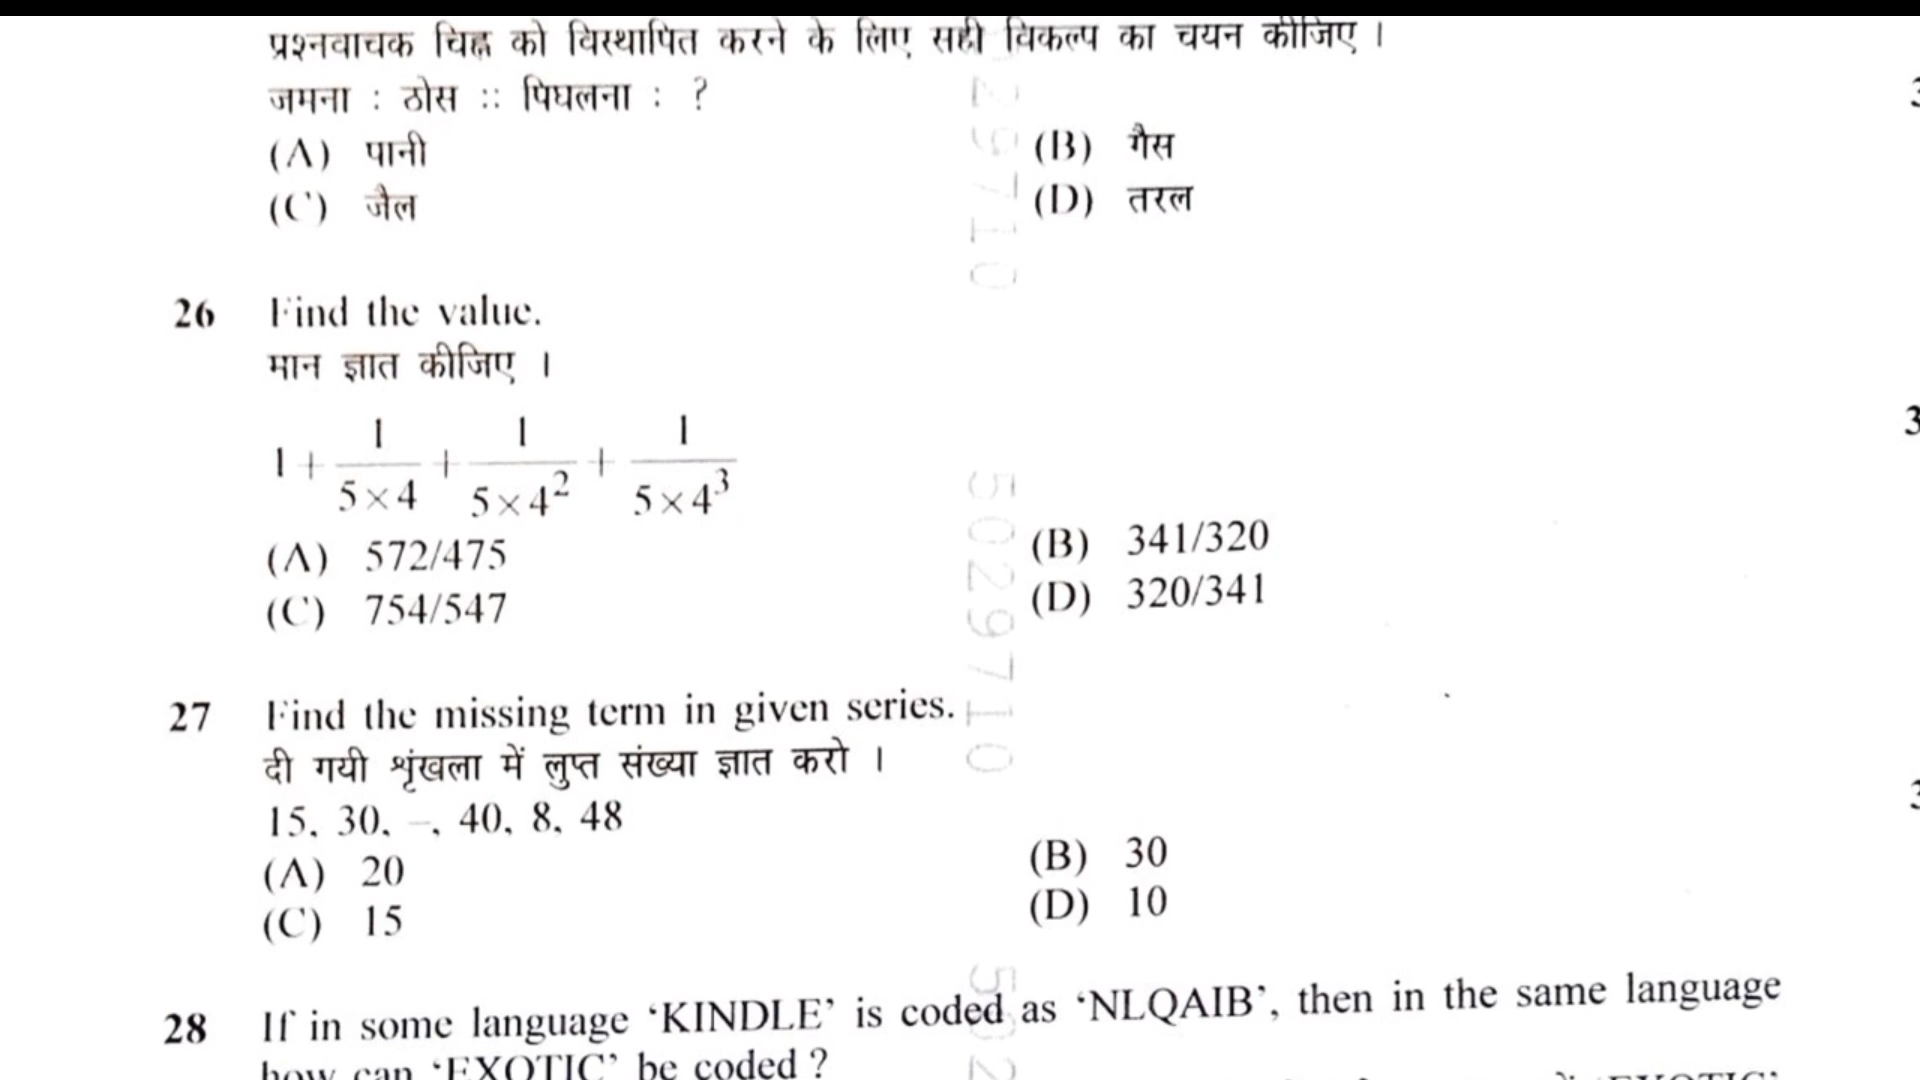 प्रश्नवाचक चिह्न को विस्थापित करने के लिए सही विकल्प का चयन कीजिए ।
जमना : ठोस :: पिघलना : ?
(A) पानी (B) गैस
(C) जैल (D) तरल
26 Find the value.
मान ज्ञात कीजिए ।
1 + 1/(5×4) + 1/(5×4²) + 1/(5×4³)
(A) 572/475 (B) 341/320
(C) 754/547 (D) 320/341
27 Find the missing term in given series.
दी गयी शृंखला में लुप्त संख्या ज्ञात करो ।
15, 30, –, 40, 8, 48
(A) 20 (B) 30
(C) 15 (D) 10
28 If in some language ‘KINDLE’ is coded as ‘NLQAIB’, then in the same language
how can ‘EXOTIC’ be coded ?
5029710